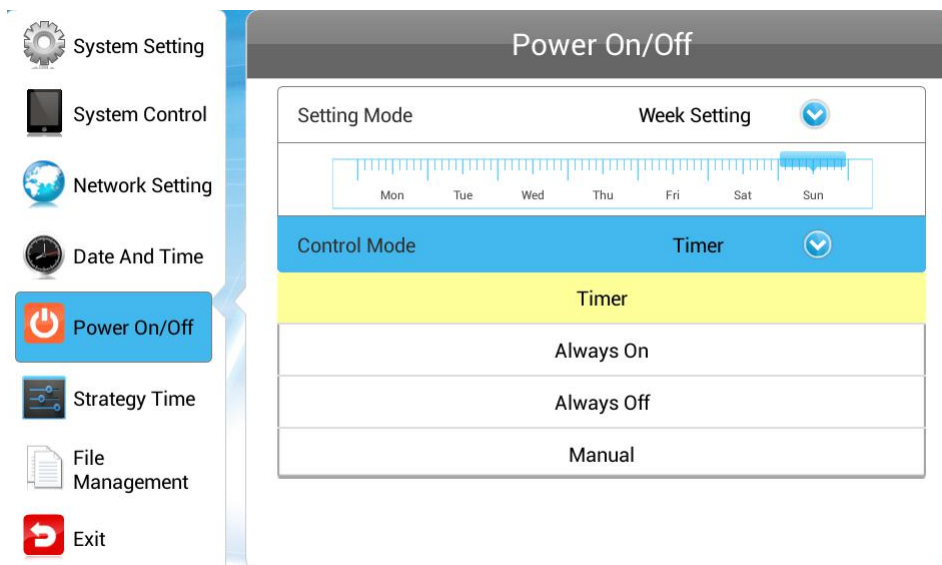 System Setting
System Control
Network Setting
Date And Time
Power On/Off
Strategy Time
File
Management
Exit
Power On/Off
Setting Mode Week Setting
Mon Tue Wed Thu Fri Sat Sun
Control Mode Timer
Timer
Always On
Always Off
Manual